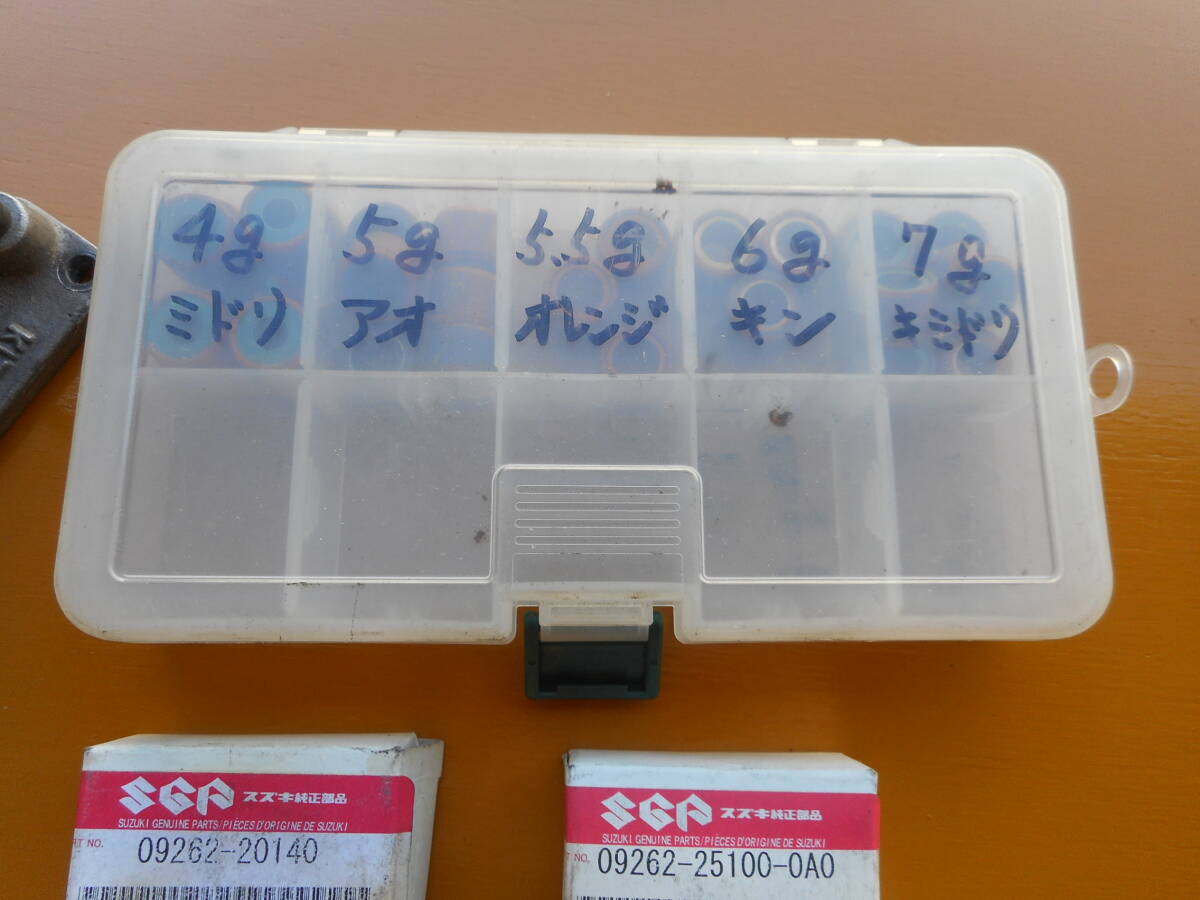 4g 5g 5.5g 6g 7g
ミドリ アオ オレンジ キン キミドリ
SGP スズキ純正部品
SUZUKI GENUINE PARTS/PIÈCES D'ORIGINE DE SUZUKI
RT NO. 09262-20140
SGP スズキ純正部品
SUZUKI GENUINE PARTS/PIÈCES D'ORIGINE DE SUZUKI
RT NO. 09262-25100-0A0